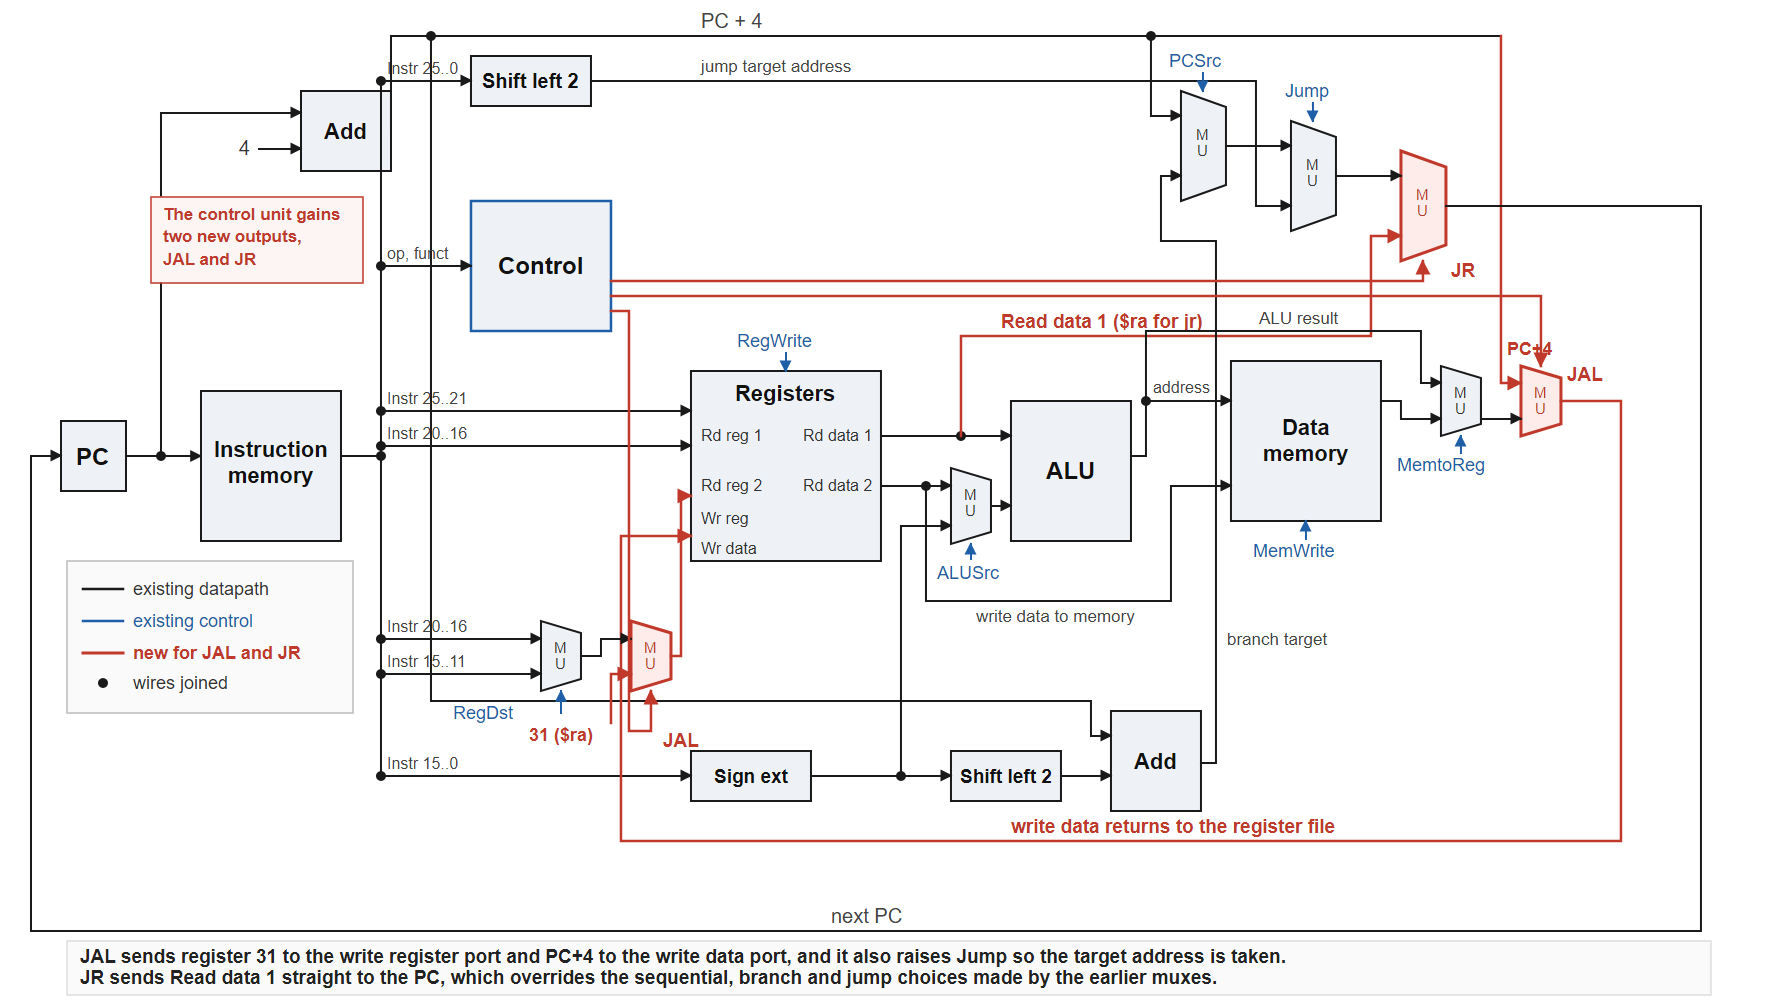 PC + 4
Instr 25..0
Shift left 2
jump target address
PCSrc
Jump
Add
4
M
U
M
U
M
U
The control unit gains
two new outputs,
JAL and JR
op, funct
Control
JR
Read data 1 ($ra for jr)
ALU result
RegWrite
PC+4
JAL
Instr 25..21
Registers
address
M
U
M
U
Instr 20..16
Rd reg 1
Rd data 1
Data
memory
PC
Instruction
memory
ALU
MemtoReg
Rd reg 2
Rd data 2
M
U
Wr reg
Wr data
ALUSrc
MemWrite
existing datapath
existing control
new for JAL and JR
wires joined
Instr 20..16
write data to memory
branch target
M
U
M
U
Instr 15..11
RegDst
31 ($ra)
JAL
Instr 15..0
Sign ext
Shift left 2
Add
write data returns to the register file
next PC
JAL sends register 31 to the write register port and PC+4 to the write data port, and it also raises Jump so the target address is taken.
JR sends Read data 1 straight to the PC, which overrides the sequential, branch and jump choices made by the earlier muxes.